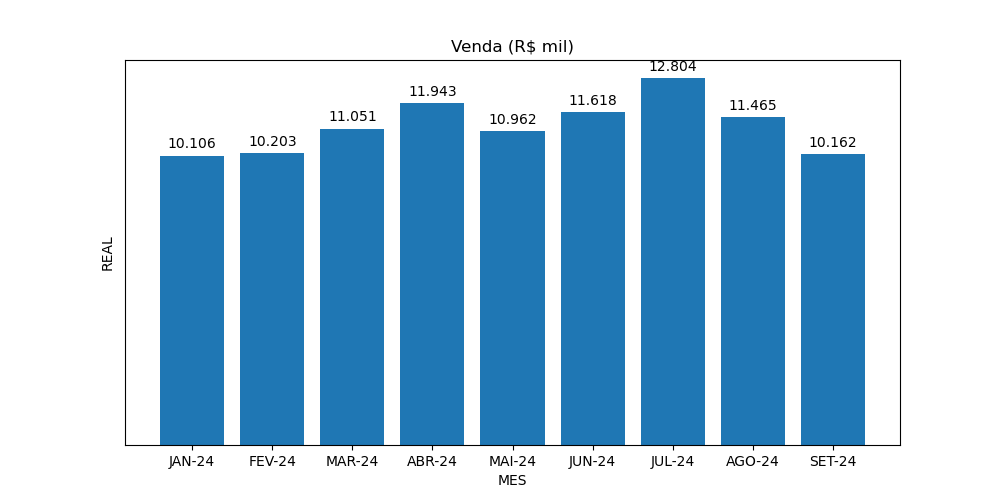 Venda (R$ mil)
10.106 10.203 11.051 11.943 10.962 11.618 12.804 11.465 10.162
REAL
JAN-24 FEV-24 MAR-24 ABR-24 MAI-24 JUN-24 JUL-24 AGO-24 SET-24
MES